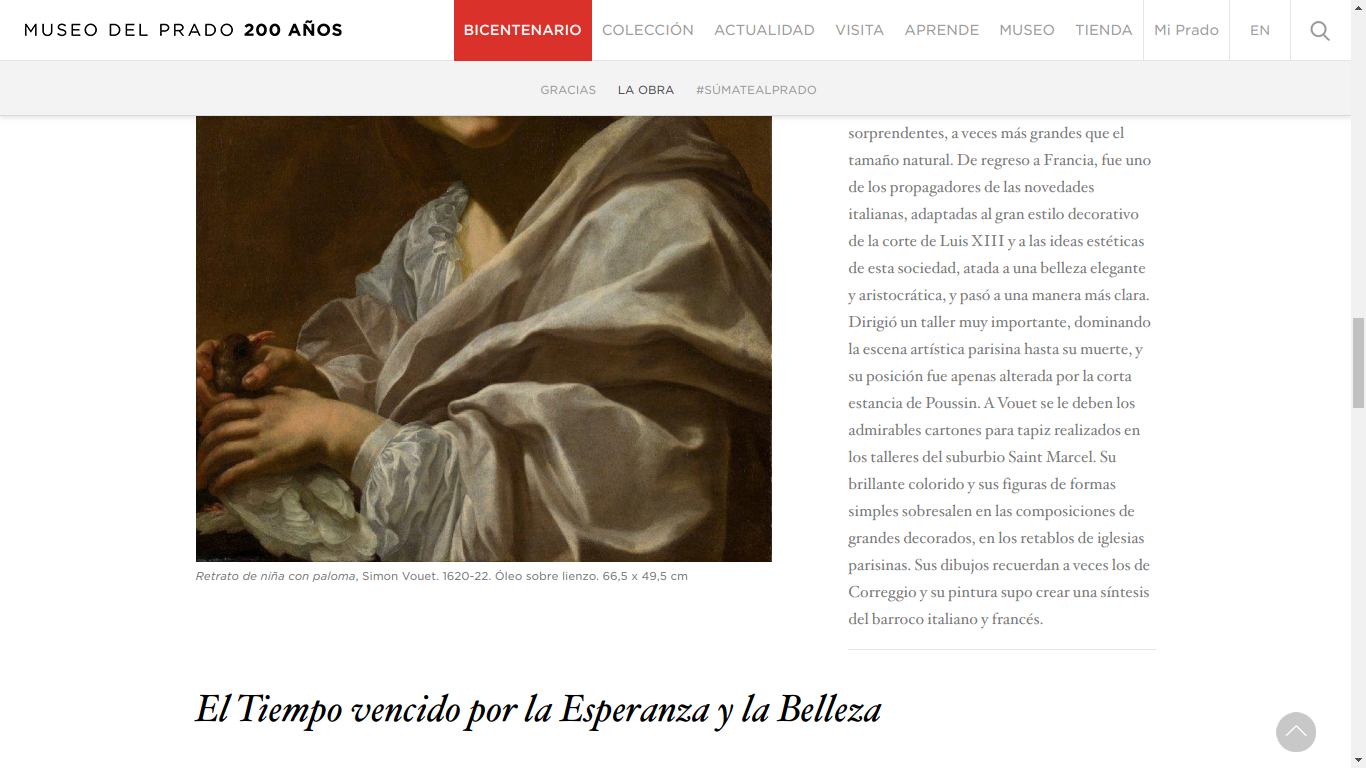 MUSEO DEL PRADO 200 AÑOS
BICENTENARIO
COLECCIÓN
ACTUALIDAD
VISITA
APRENDE
MUSEO
TIENDA
Mi Prado
EN
GRACIAS
LA OBRA
#SÚMATEALPRADO
sorprendentes, a veces más grandes que el
tamaño natural. De regreso a Francia, fue uno
de los propagadores de las novedades
italianas, adaptadas al gran estilo decorativo
de la corte de Luis XIII y a las ideas estéticas
de esta sociedad, atada a una belleza elegante
y aristocrática, y pasó a una manera más clara.
Dirigió un taller muy importante, dominando
la escena artística parisina hasta su muerte, y
su posición fue apenas alterada por la corta
estancia de Poussin. A Vouet se le deben los
admirables cartones para tapiz realizados en
los talleres del suburbio Saint Marcel. Su
brillante colorido y sus figuras de formas
simples sobresalen en las composiciones de
grandes decorados, en los retablos de iglesias
parisinas. Sus dibujos recuerdan a veces los de
Correggio y su pintura supo crear una síntesis
del barroco italiano y francés.
Retrato de niña con paloma, Simon Vouet. 1620-22. Óleo sobre lienzo. 66,5 x 49,5 cm
El Tiempo vencido por la Esperanza y la Belleza